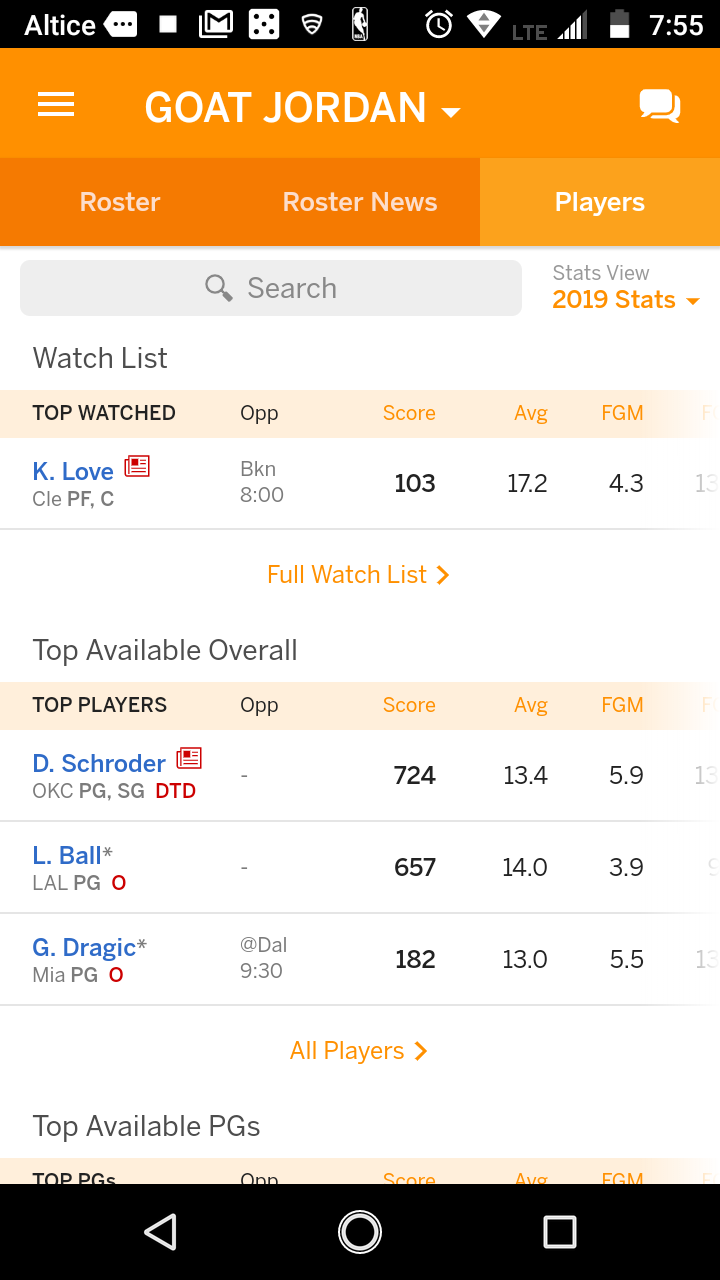 Altice
LTE
7:55
GOAT JORDAN
Roster Roster News Players
Search
Stats View
2019 Stats
Watch List
TOP WATCHED Opp Score Avg FGM
K. Love
Cle PF, C
Bkn
8:00
103 17.2 4.3 13
Full Watch List
Top Available Overall
TOP PLAYERS Opp Score Avg FGM
D. Schroder
OKC PG, SG DTD
- 724 13.4 5.9 13
L. Ball*
LAL PG O
- 657 14.0 3.9 9
G. Dragic*
Mia PG O
@Dal
9:30
182 13.0 5.5 13
All Players
Top Available PGs
TOP PGs Opp Score Avg FGM